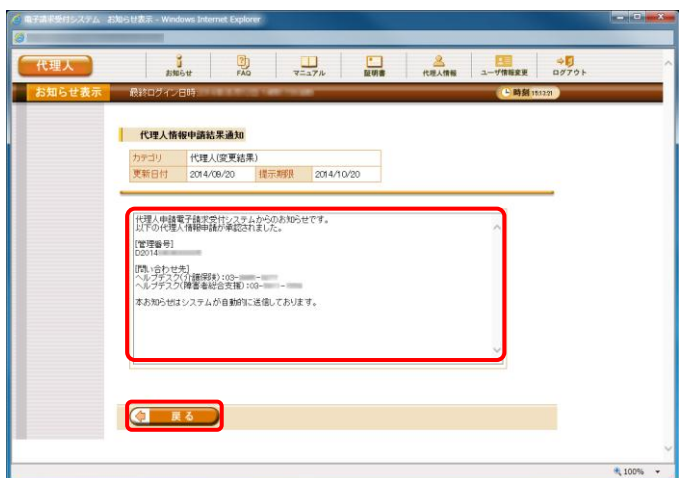 電子請求受付システム お知らせ表示 - Windows Internet Explorer
代理人
お知らせ
FAQ
マニュアル
証明書
代理人情報
ユーザ情報変更
ログアウト
お知らせ表示 最終ログイン日時: 時刻 15:12:21
代理人情報申請結果通知
カテゴリ 代理人(変更結果)
更新日付 2014/09/20 提示期限 2014/10/20
代理人申請電子請求受付システムからのお知らせです。
以下の代理人情報申請が承認されました。
[管理番号]
D2014
[問い合わせ先]
ヘルプデスク(介護保険):03-
ヘルプデスク(障害者総合支援):03-
本お知らせはシステムが自動的に送信しております。
戻る
100%